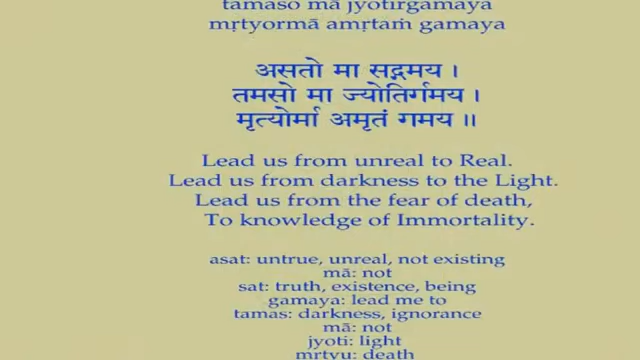 tamaso mā jyotirgamaya
mṛtyormā amṛtaṁ gamaya
असतो मा सद्गमय ।
तमसो मा ज्योतिर्गमय ।
मृत्योर्मा अमृतं गमय ॥
Lead us from unreal to Real.
Lead us from darkness to the Light.
Lead us from the fear of death,
To knowledge of Immortality.
asat: untrue, unreal, not existing
mā: not
sat: truth, existence, being
gamaya: lead me to
tamas: darkness, ignorance
mā: not
jyoti: light
mṛtyu: death